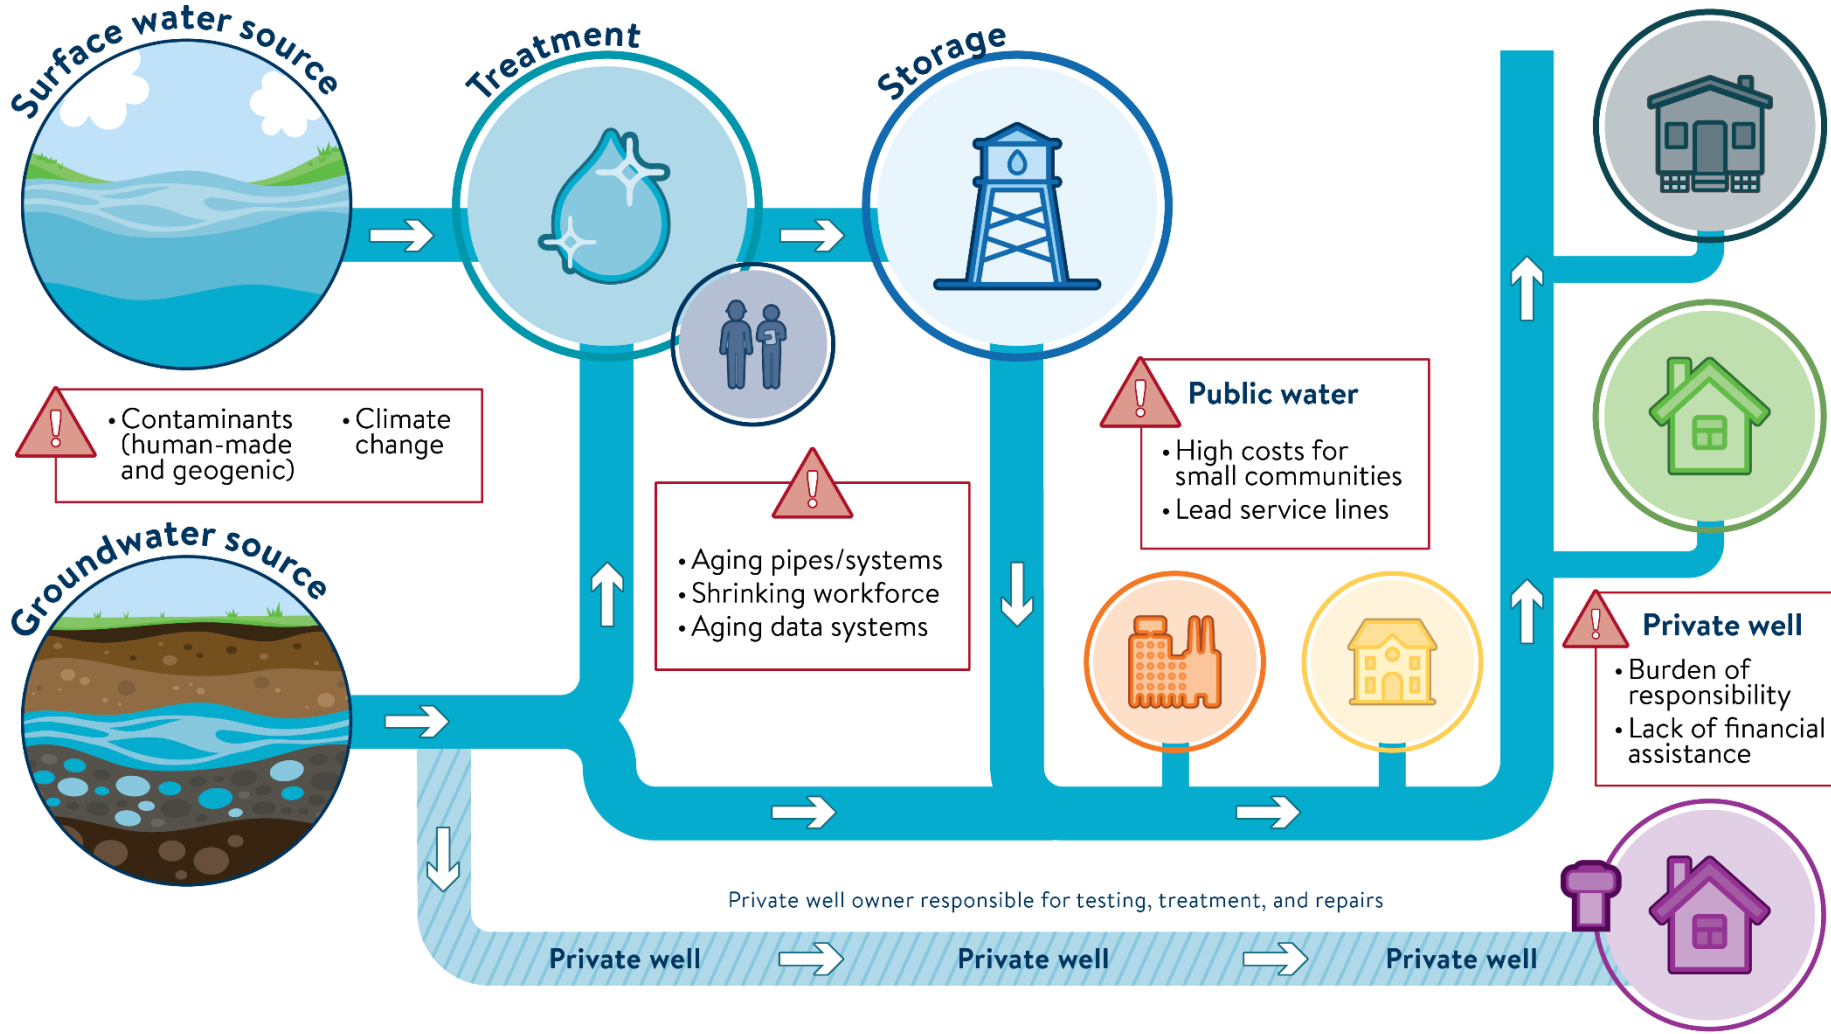 Surface water source
Treatment
Storage
• Contaminants
(human-made
and geogenic)
• Climate
change
Groundwater source
• Aging pipes/systems
• Shrinking workforce
• Aging data systems
Public water
• High costs for
small communities
• Lead service lines
Private well
• Burden of
responsibility
• Lack of financial
assistance
Private well owner responsible for testing, treatment, and repairs
Private well
Private well
Private well